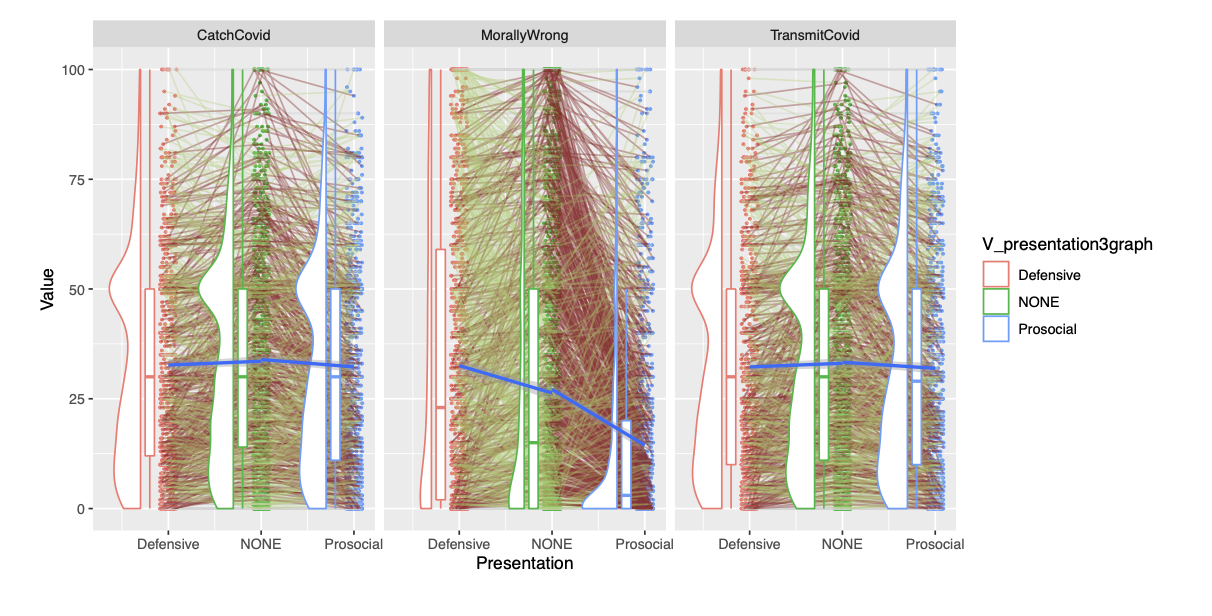 CatchCovid MorallyWrong TransmitCovid
100
75
50
25
0
Value
Defensive NONE Prosocial Defensive NONE Prosocial Defensive NONE Prosocial
Presentation
V_presentation3graph
Defensive
NONE
Prosocial